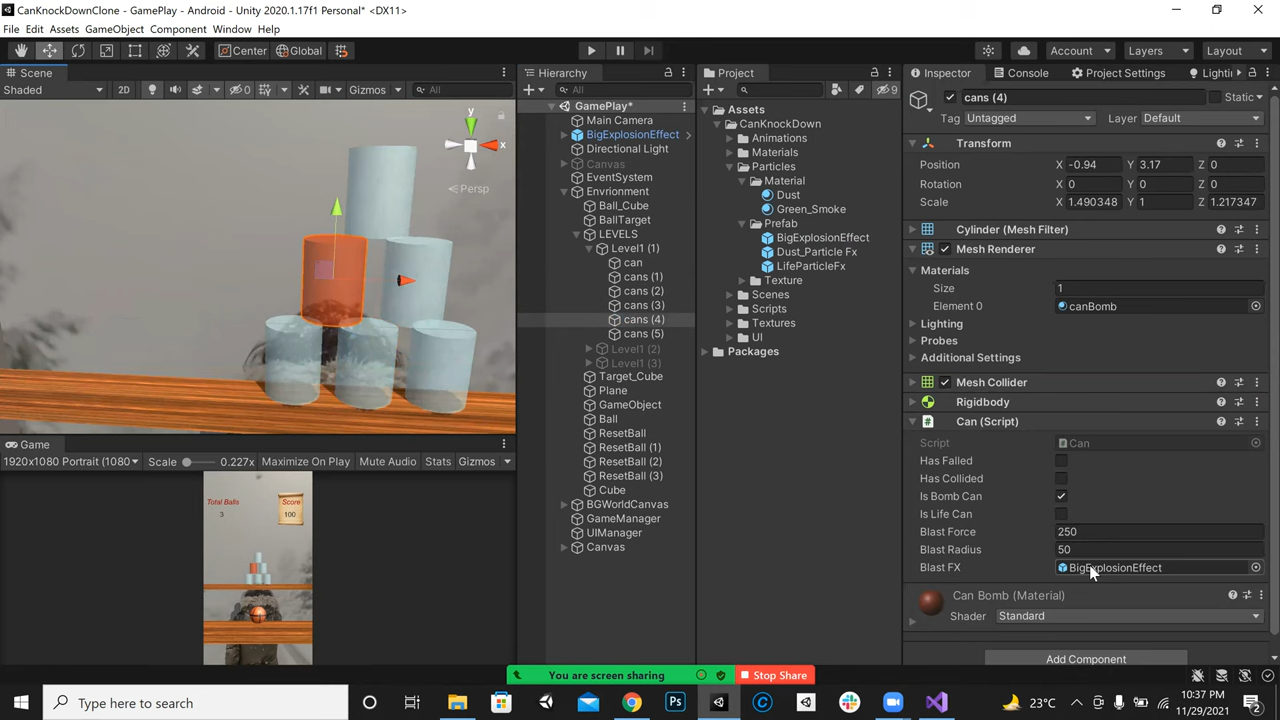 CanKnockDownClone - GamePlay - Android - Unity 2020.1.17f1 Personal* <DX11>
File Edit Assets GameObject Component Window Help
Center Global Account Layers Layout
Scene
Shaded 2D 0 Gizmos All
y
x
Persp
Hierarchy
All
GamePlay*
Main Camera
BigExplosionEffect
Directional Light
Canvas
EventSystem
Envrionment
Ball_Cube
BallTarget
LEVELS
Level1 (1)
can
cans (1)
cans (2)
cans (3)
cans (4)
cans (5)
Level1 (2)
Level1 (3)
Target_Cube
Plane
GameObject
Ball
ResetBall
ResetBall (1)
ResetBall (2)
ResetBall (3)
Cube
BGWorldCanvas
GameManager
UIManager
Canvas
Project
9
Assets
CanKnockDown
Animations
Materials
Particles
Material
Dust
Green_Smoke
Prefab
BigExplosionEffect
Dust_Particle Fx
LifeParticleFx
Texture
Scenes
Scripts
Textures
UI
Packages
Inspector Console Project Settings Lighti
cans (4) Static
Tag Untagged Layer Default
Transform
Position X -0.94 Y 3.17 Z 0
Rotation X 0 Y 0 Z 0
Scale X 1.490348 Y 1 Z 1.217347
Cylinder (Mesh Filter)
Mesh Renderer
Materials
Size 1
Element 0 canBomb
Lighting
Probes
Additional Settings
Mesh Collider
Rigidbody
Can (Script)
Script Can
Has Falled
Has Collided
Is Bomb Can
Is Life Can
Blast Force 250
Blast Radius 50
Blast FX BigExplosionEffect
Can Bomb (Material)
Shader Standard
Add Component
Game
1920x1080 Portrait (1080 Scale 0.227x Maximize On Play Mute Audio Stats Gizmos
Total Balls
3
Score
100
You are screen sharing Stop Share
Type here to search
23°C
10:37 PM
11/29/2021